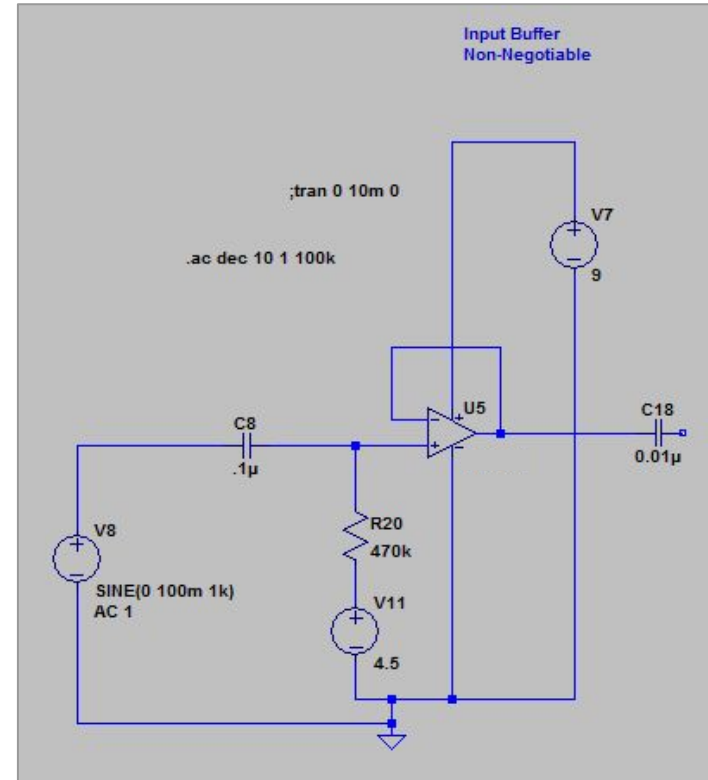 Input Buffer
Non-Negotiable
;tran 0 10m 0
V7
.ac dec 10 1 100k
9
U5
C8
C18
.1µ
0.01µ
R20
V8
470k
SINE(0 100m 1k)
AC 1
V11
4.5